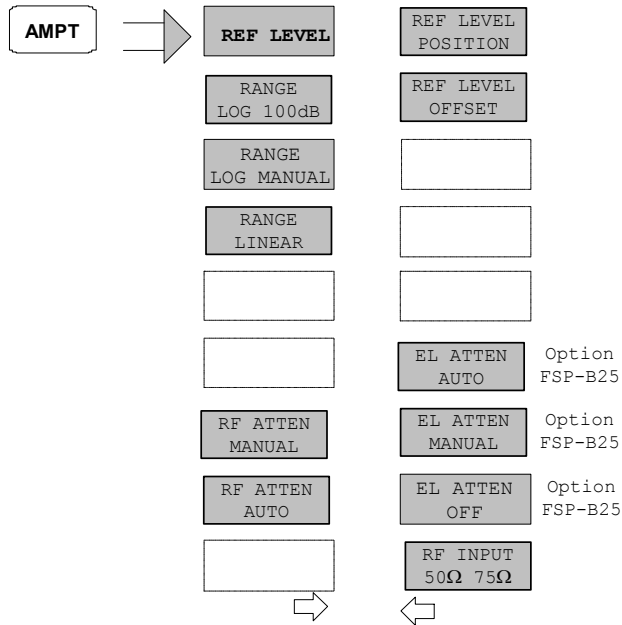 AMPT
REF LEVEL
REF LEVEL
POSITION
RANGE
LOG 100dB
REF LEVEL
OFFSET
RANGE
LOG MANUAL
RANGE
LINEAR
EL ATTEN
AUTO
Option
FSP-B25
RF ATTEN
MANUAL
EL ATTEN
MANUAL
Option
FSP-B25
RF ATTEN
AUTO
EL ATTEN
OFF
Option
FSP-B25
RF INPUT
50Ω 75Ω